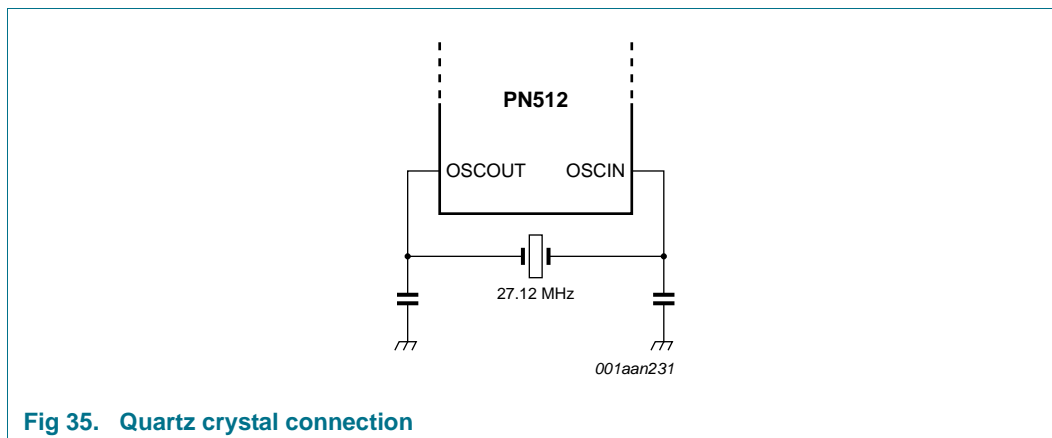 PN512
OSCOUT OSCIN
27.12 MHz
001aan231
Fig 35. Quartz crystal connection